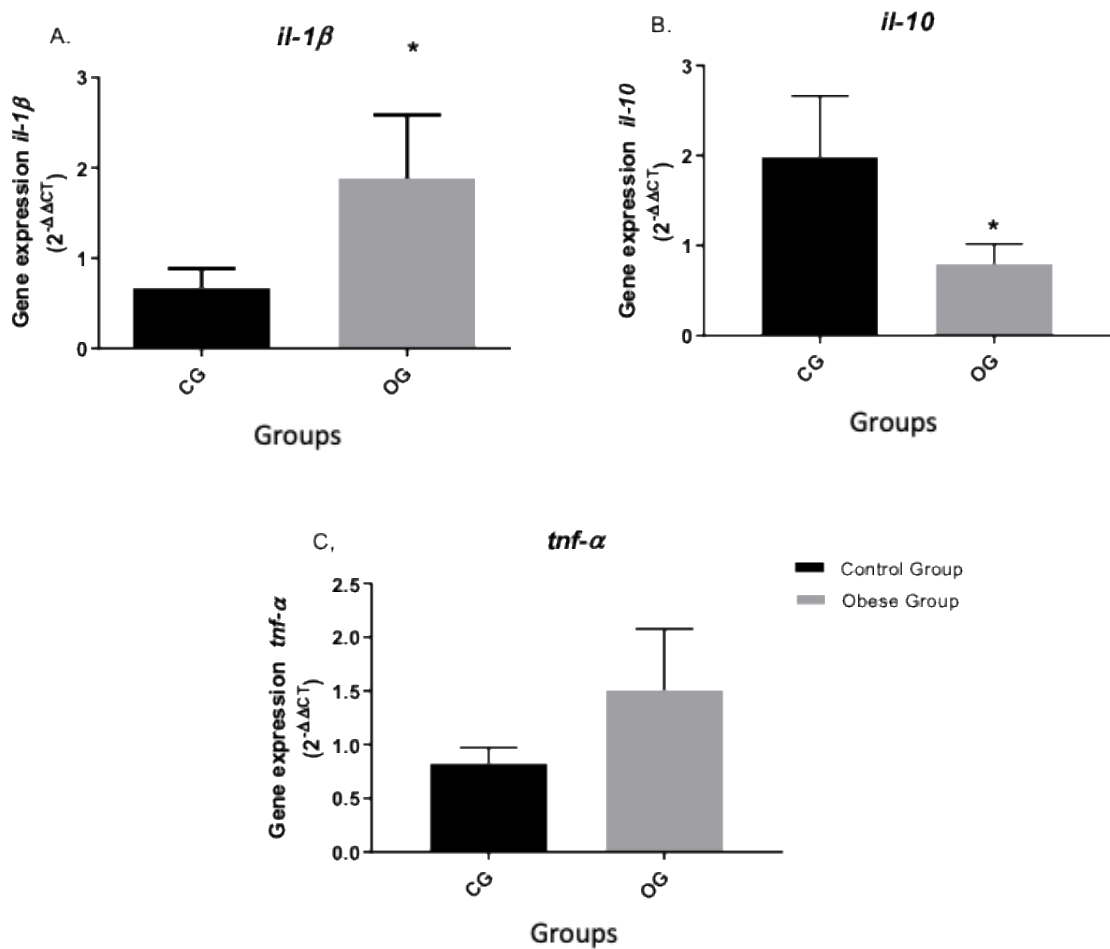 A.
il-1β
*
Gene expression il-1β
(2-ΔΔCT)
3
2
1
0
CG
OG
Groups
B.
il-10
*
Gene expression il-10
(2-ΔΔCT)
3
2
1
0
CG
OG
Groups
C,
tnf-α
Gene expression tnf-α
(2-ΔΔCT)
2.5
2.0
1.5
1.0
0.5
0.0
CG
OG
Groups
Control Group
Obese Group